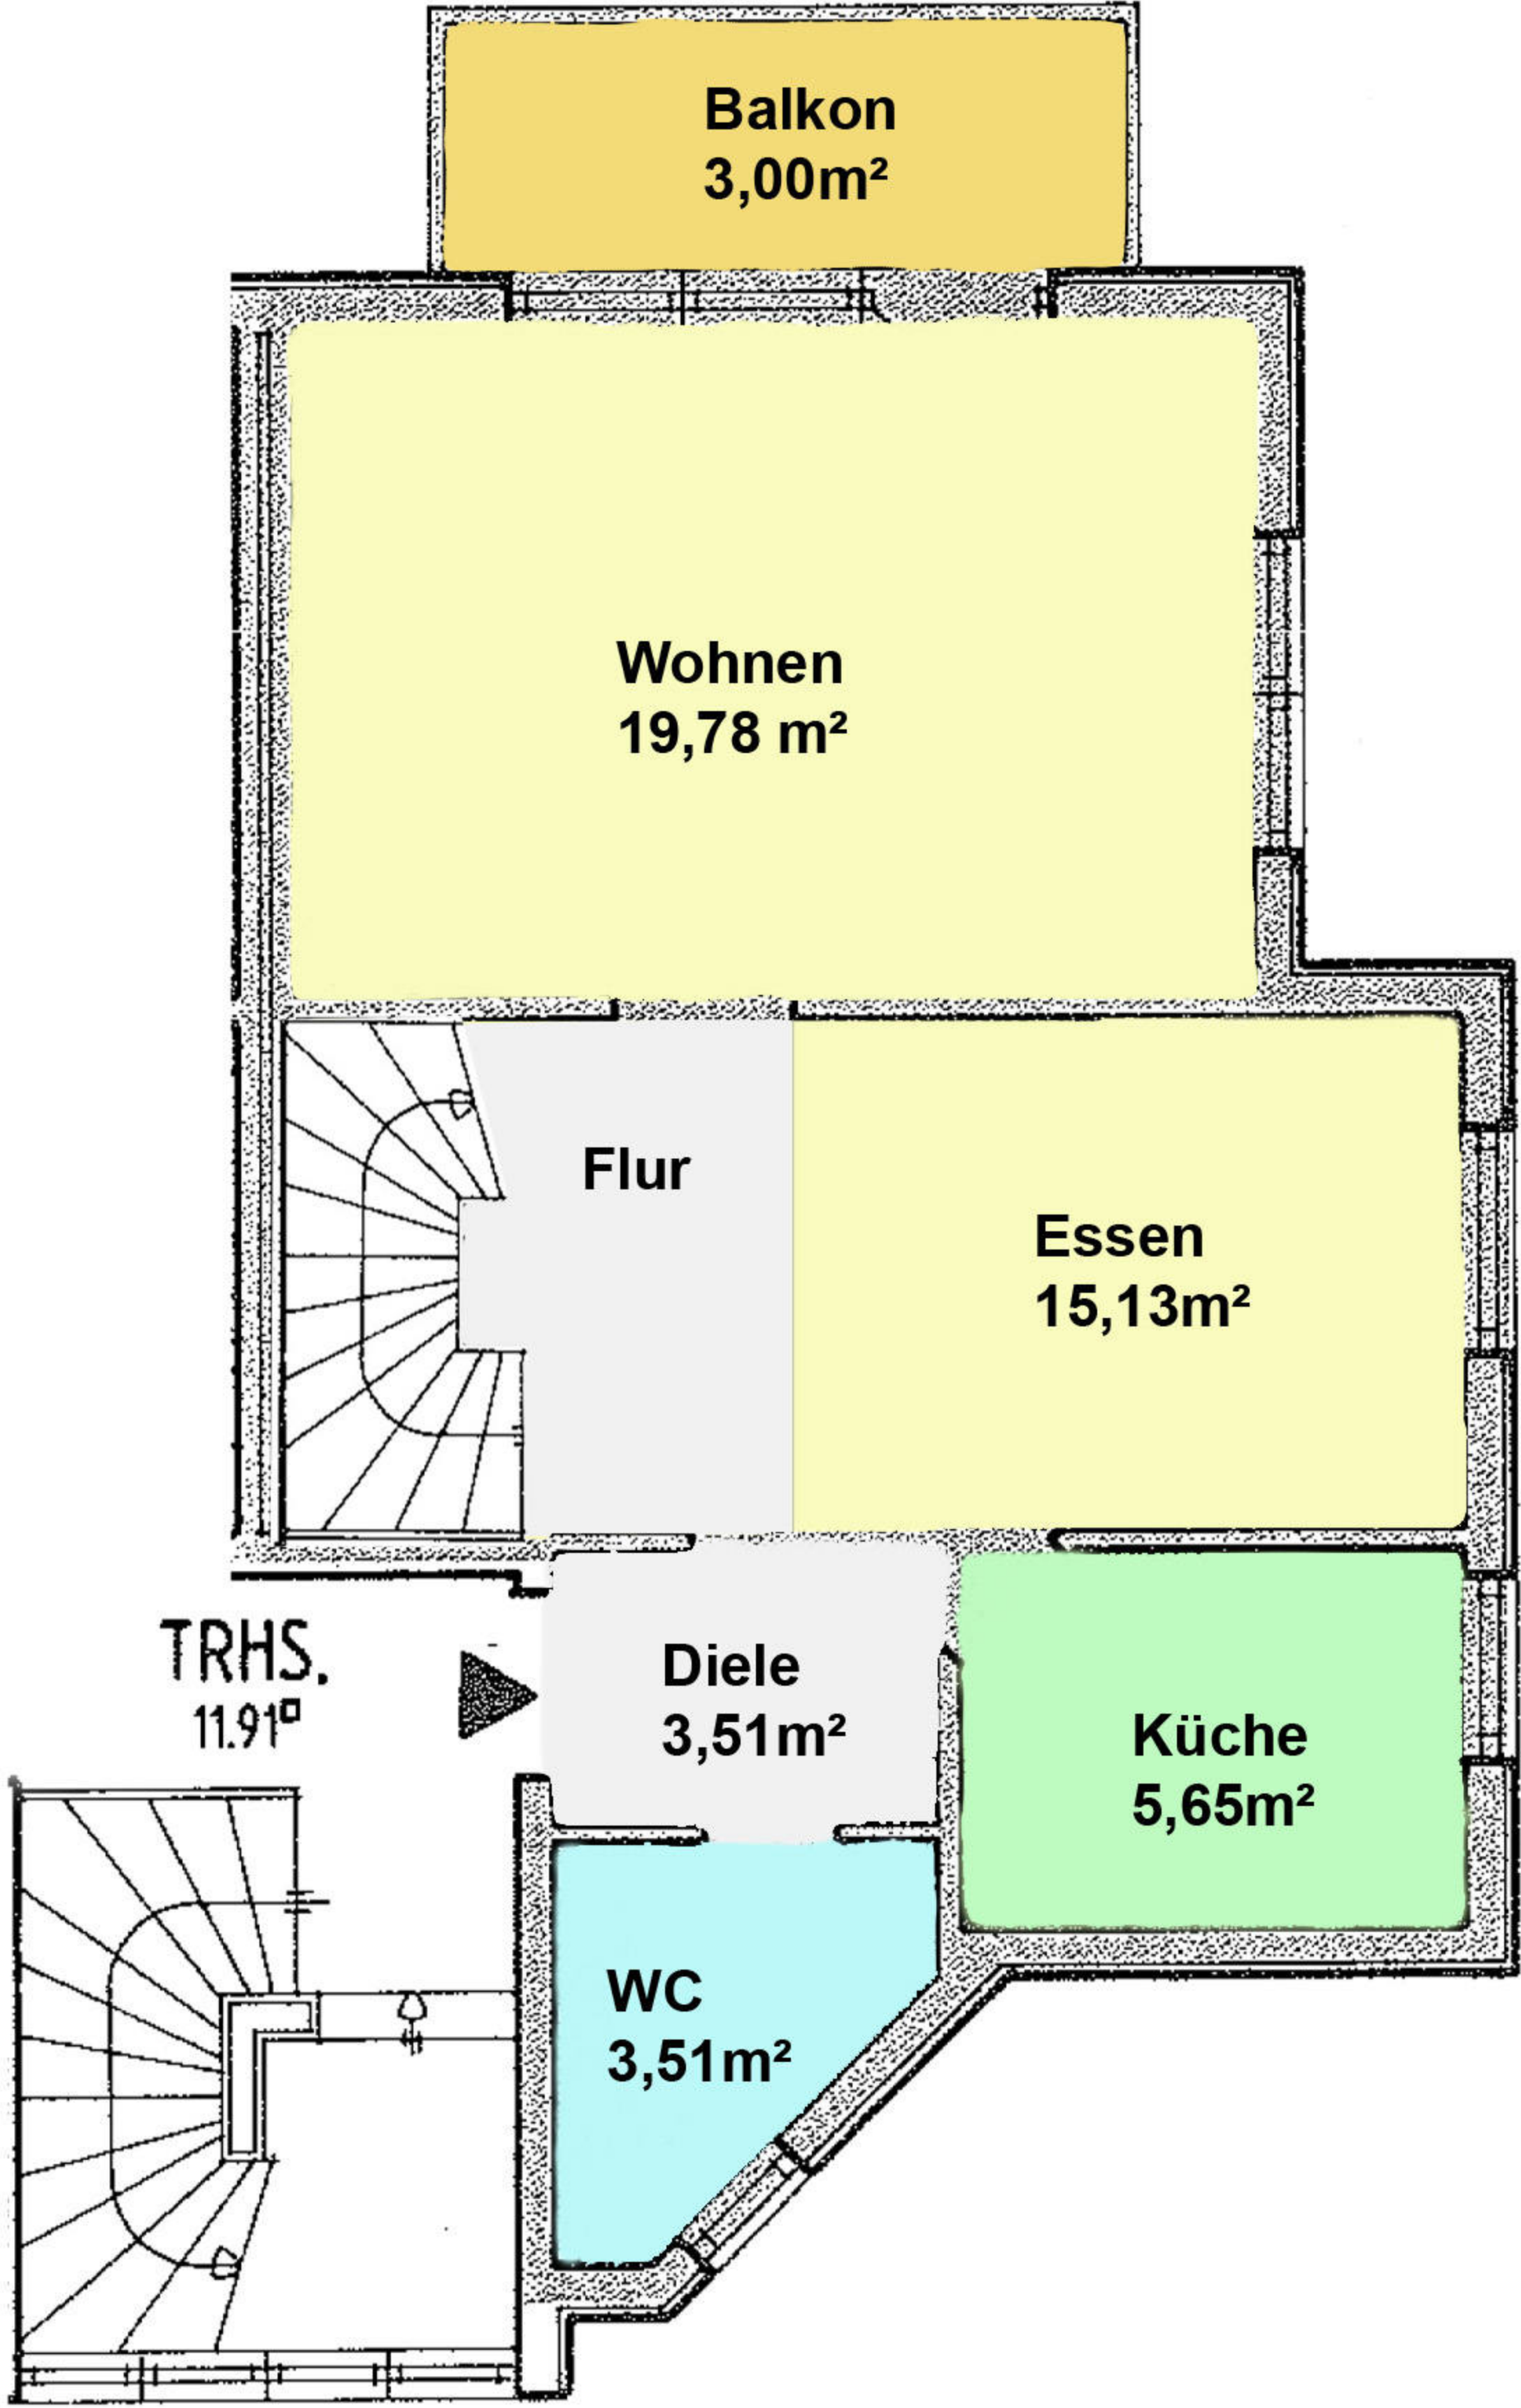 Balkon
3,00m²
Wohnen
19,78 m²
Flur
Essen
15,13m²
TRHS.
11.91□
Diele
3,51m²
Küche
5,65m²
WC
3,51m²